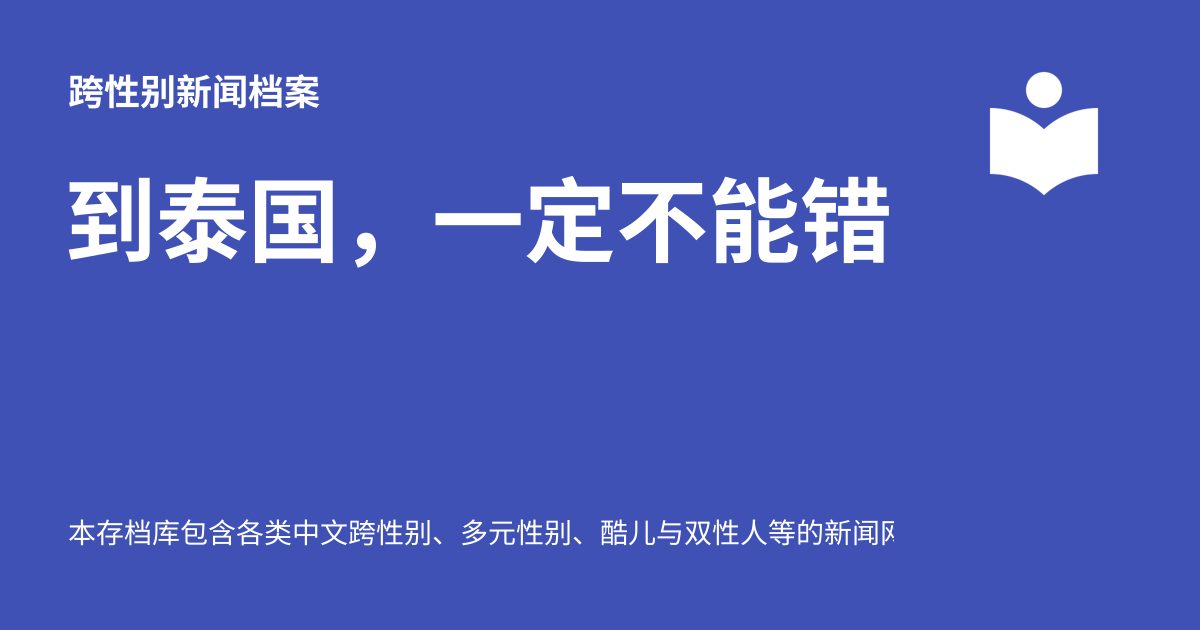 跨性别新闻档案
到泰国，一定不能错
本存档库包含各类中文跨性别、多元性别、酷儿与双性人等的新闻